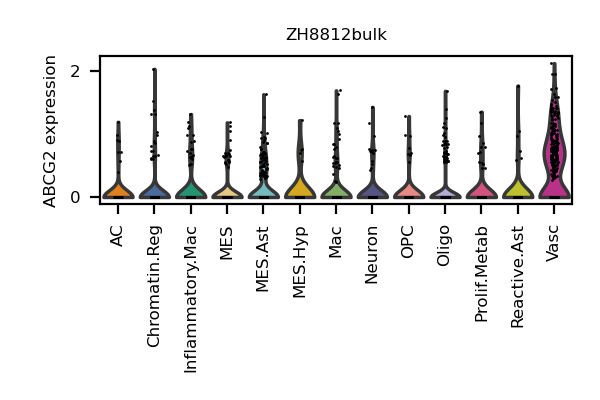 ZH8812bulk
ABCG2 expression
2
0
AC
Chromatin.Reg
Inflammatory.Mac
MES
MES.Ast
MES.Hyp
Mac
Neuron
OPC
Oligo
Prolif.Metab
Reactive.Ast
Vasc